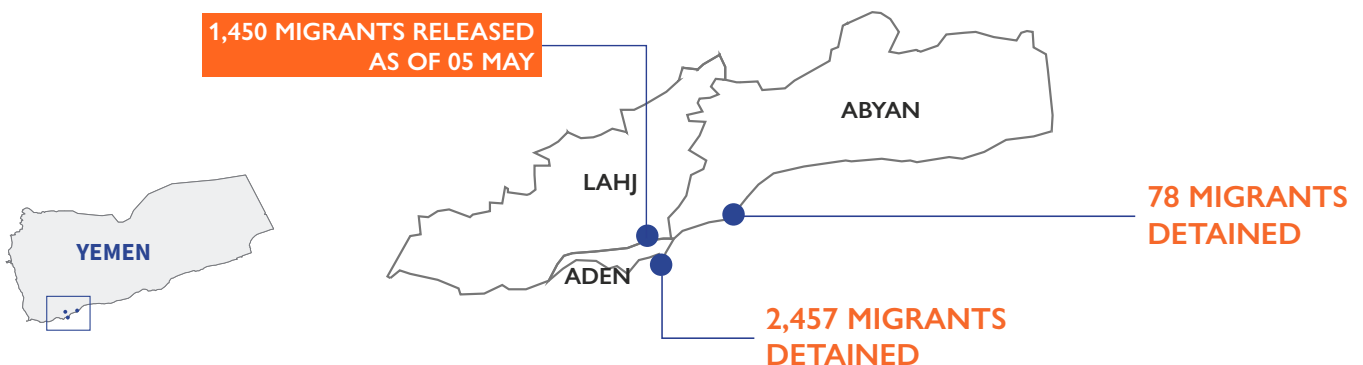 1,450 MIGRANTS RELEASED
AS OF 05 MAY
ABYAN
LAHJ
78 MIGRANTS
DETAINED
YEMEN
ADEN
2,457 MIGRANTS
DETAINED